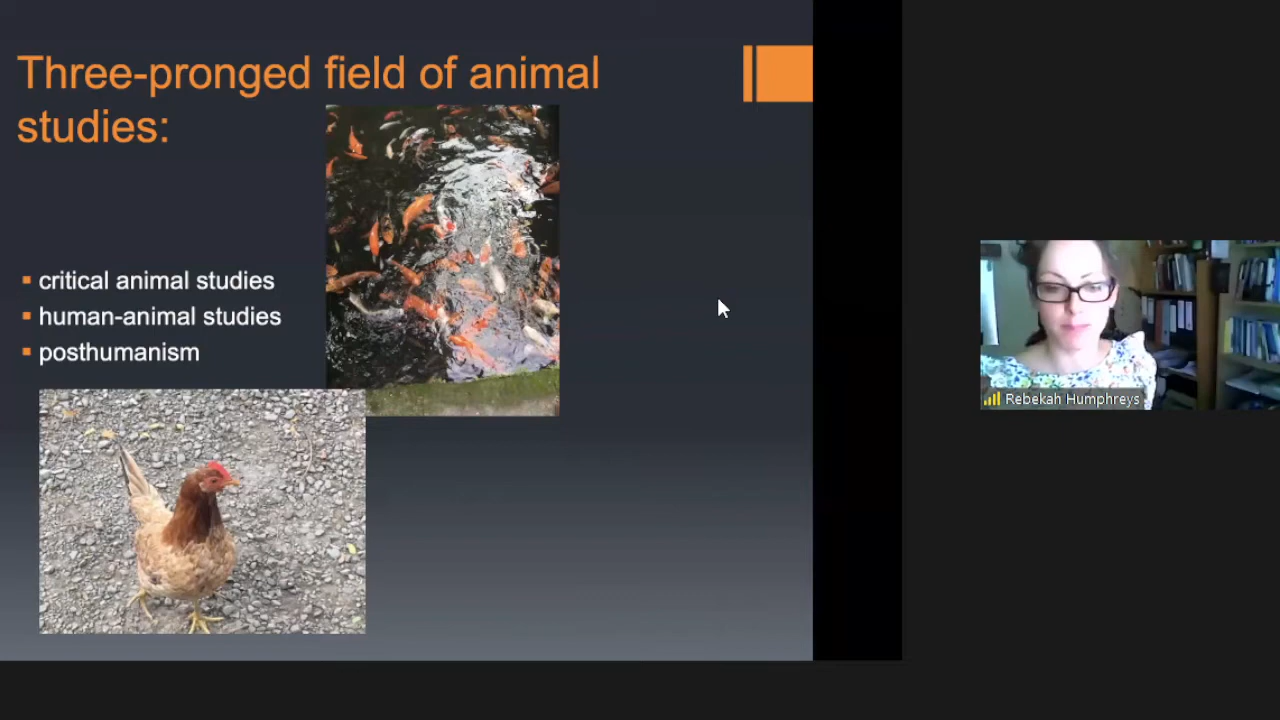 Three-pronged field of animal
studies:
critical animal studies
human-animal studies
posthumanism
Rebekah Humphreys